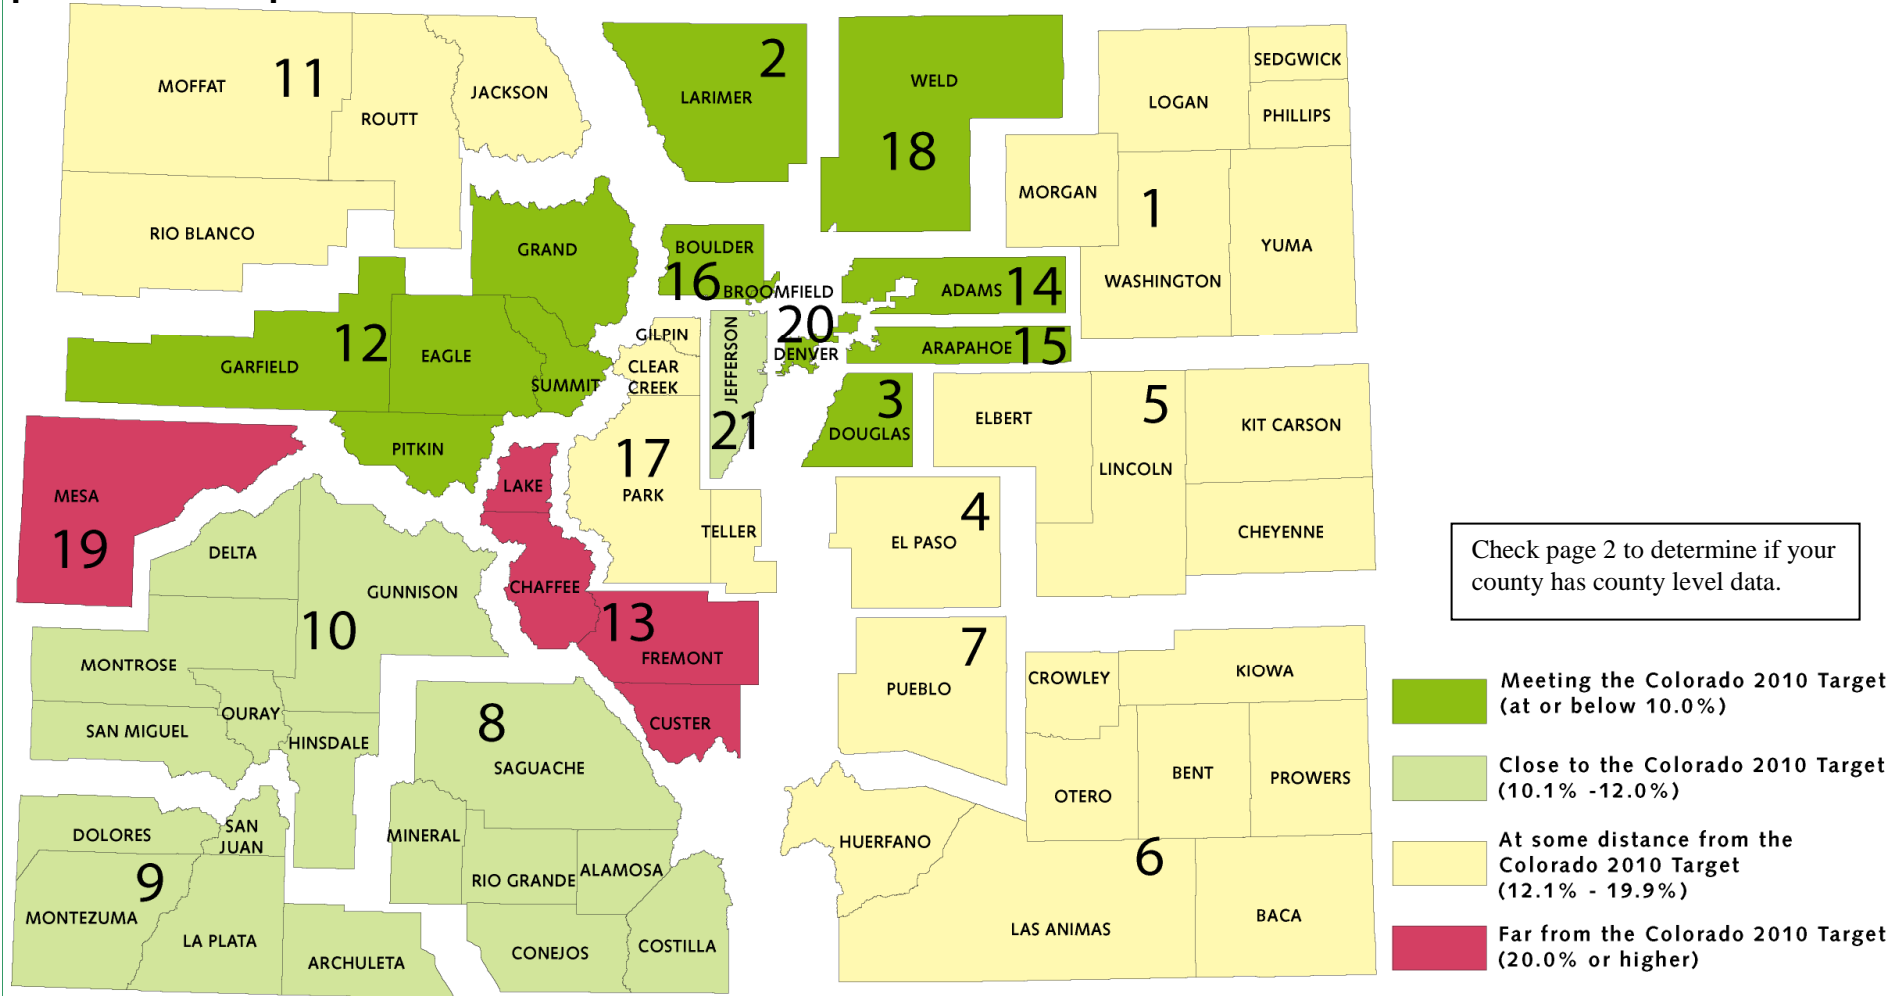 MOFFAT
11
ROUTT
JACKSON
RIO BLANCO
2
LARIMER
WELD
18
LOGAN
SEDGWICK
PHILLIPS
MORGAN
1
WASHINGTON
YUMA
GRAND
12
GARFIELD
EAGLE
SUMMIT
PITKIN
BOULDER
16
BROOMFIELD
20
DENVER
ADAMS 14
ARAPAHOE 15
GILPIN
CLEAR
CREEK
JEFFERSON
21
17
PARK
TELLER
3
DOUGLAS
ELBERT
5
LINCOLN
KIT CARSON
CHEYENNE
4
EL PASO
MESA
19
LAKE
CHAFFEE
13
FREMONT
CUSTER
DELTA
GUNNISON
10
MONTROSE
OURAY
SAN MIGUEL
HINSDALE
8
SAGUACHE
MINERAL
RIO GRANDE
ALAMOSA
CONEJOS
COSTILLA
DOLORES
SAN
JUAN
9
MONTEZUMA
LA PLATA
ARCHULETA
7
PUEBLO
CROWLEY
KIOWA
OTERO
BENT
PROWERS
6
HUERFANO
LAS ANIMAS
BACA
Check page 2 to determine if your
county has county level data.
Meeting the Colorado 2010 Target
(at or below 10.0%)
Close to the Colorado 2010 Target
(10.1% -12.0%)
At some distance from the
Colorado 2010 Target
(12.1% - 19.9%)
Far from the Colorado 2010 Target
(20.0% or higher)